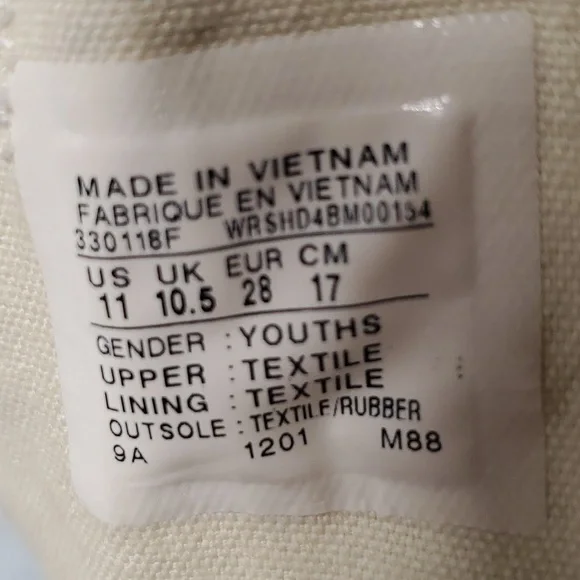 MADE IN VIETNAM
FABRIQUE EN VIETNAM
330118F WRSHD4BM00154
US UK EUR CM
11 10.5 28 17
GENDER : YOUTHS
UPPER : TEXTILE
LINING : TEXTILE
OUTSOLE : TEXTILE/RUBBER
9A 1201 M88